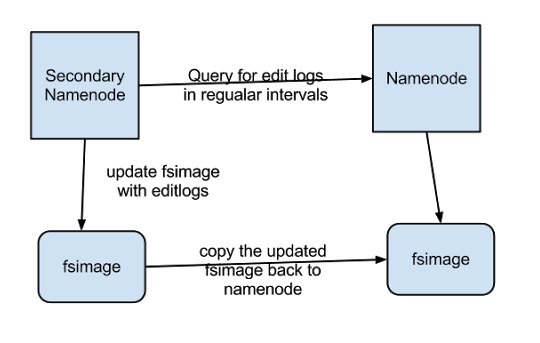 Secondary
Namenode
Query for edit logs
in regualar intervals
Namenode
update fsimage
with editlogs
fsimage
copy the updated
fsimage back to
namenode
fsimage